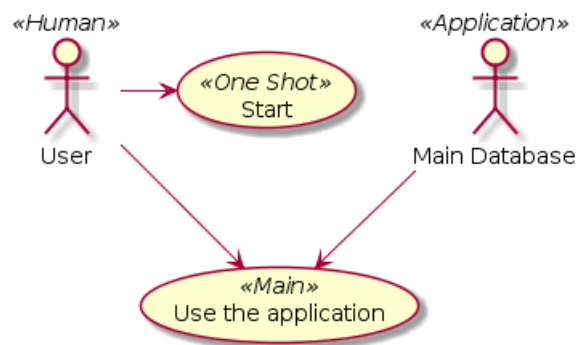 «Human»
User
«One Shot»
Start
«Application»
Main Database
«Main»
Use the application